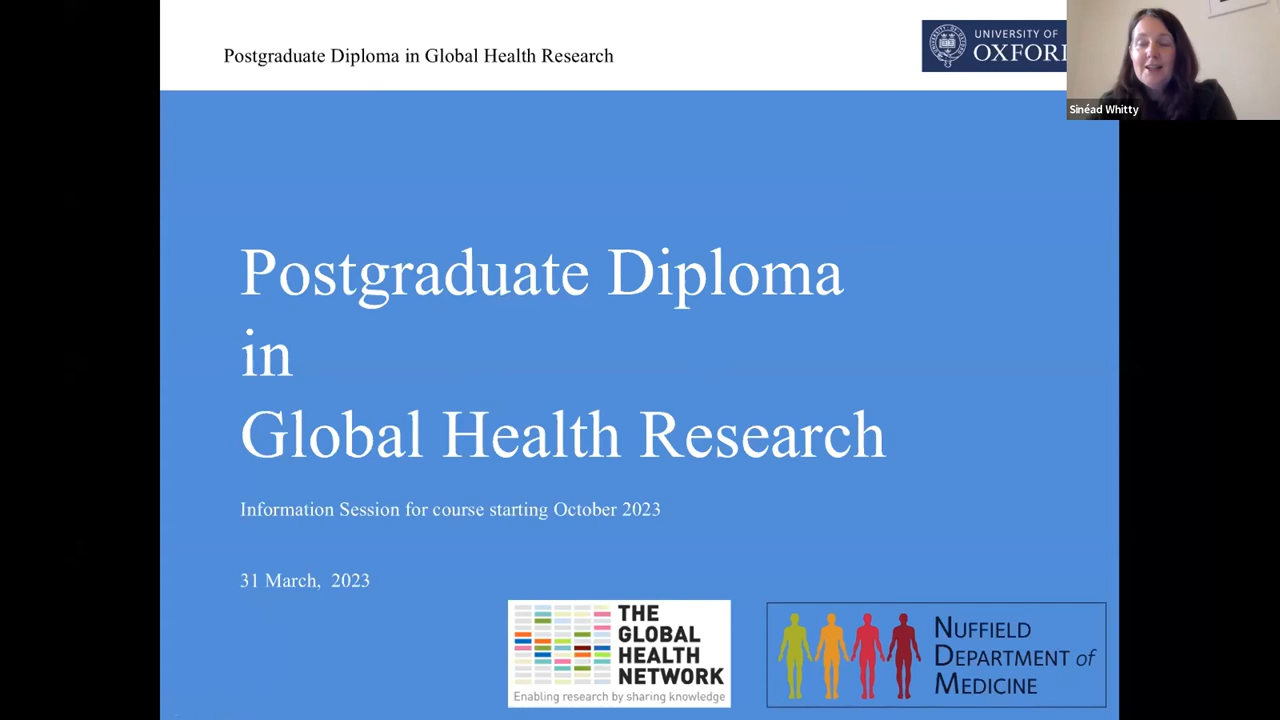 Postgraduate Diploma in Global Health Research
UNIVERSITY OF
OXFORD
Sinéad Whitty
Postgraduate Diploma
in
Global Health Research
Information Session for course starting October 2023
31 March, 2023
THE
GLOBAL
HEALTH
NETWORK
Enabling research by sharing knowledge
NUFFIELD
DEPARTMENT of
MEDICINE